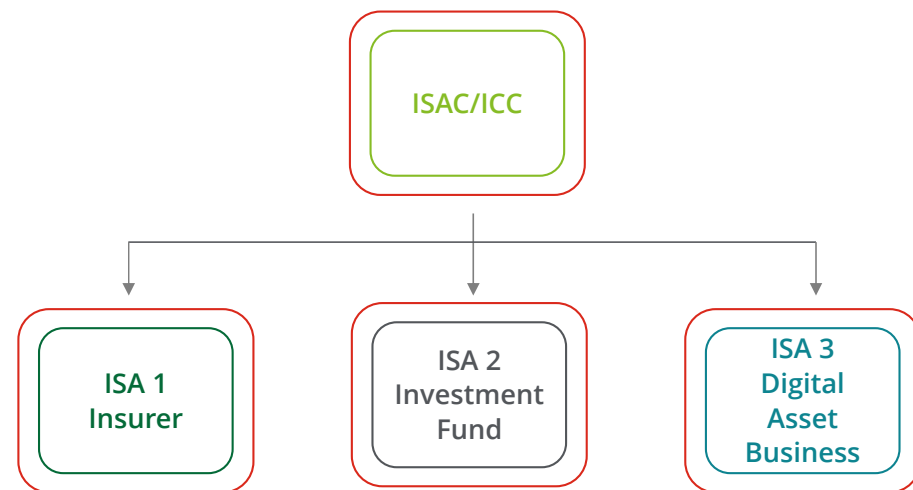 ISAC/ICC
ISA 1
Insurer
ISA 2
Investment
Fund
ISA 3
Digital
Asset
Business